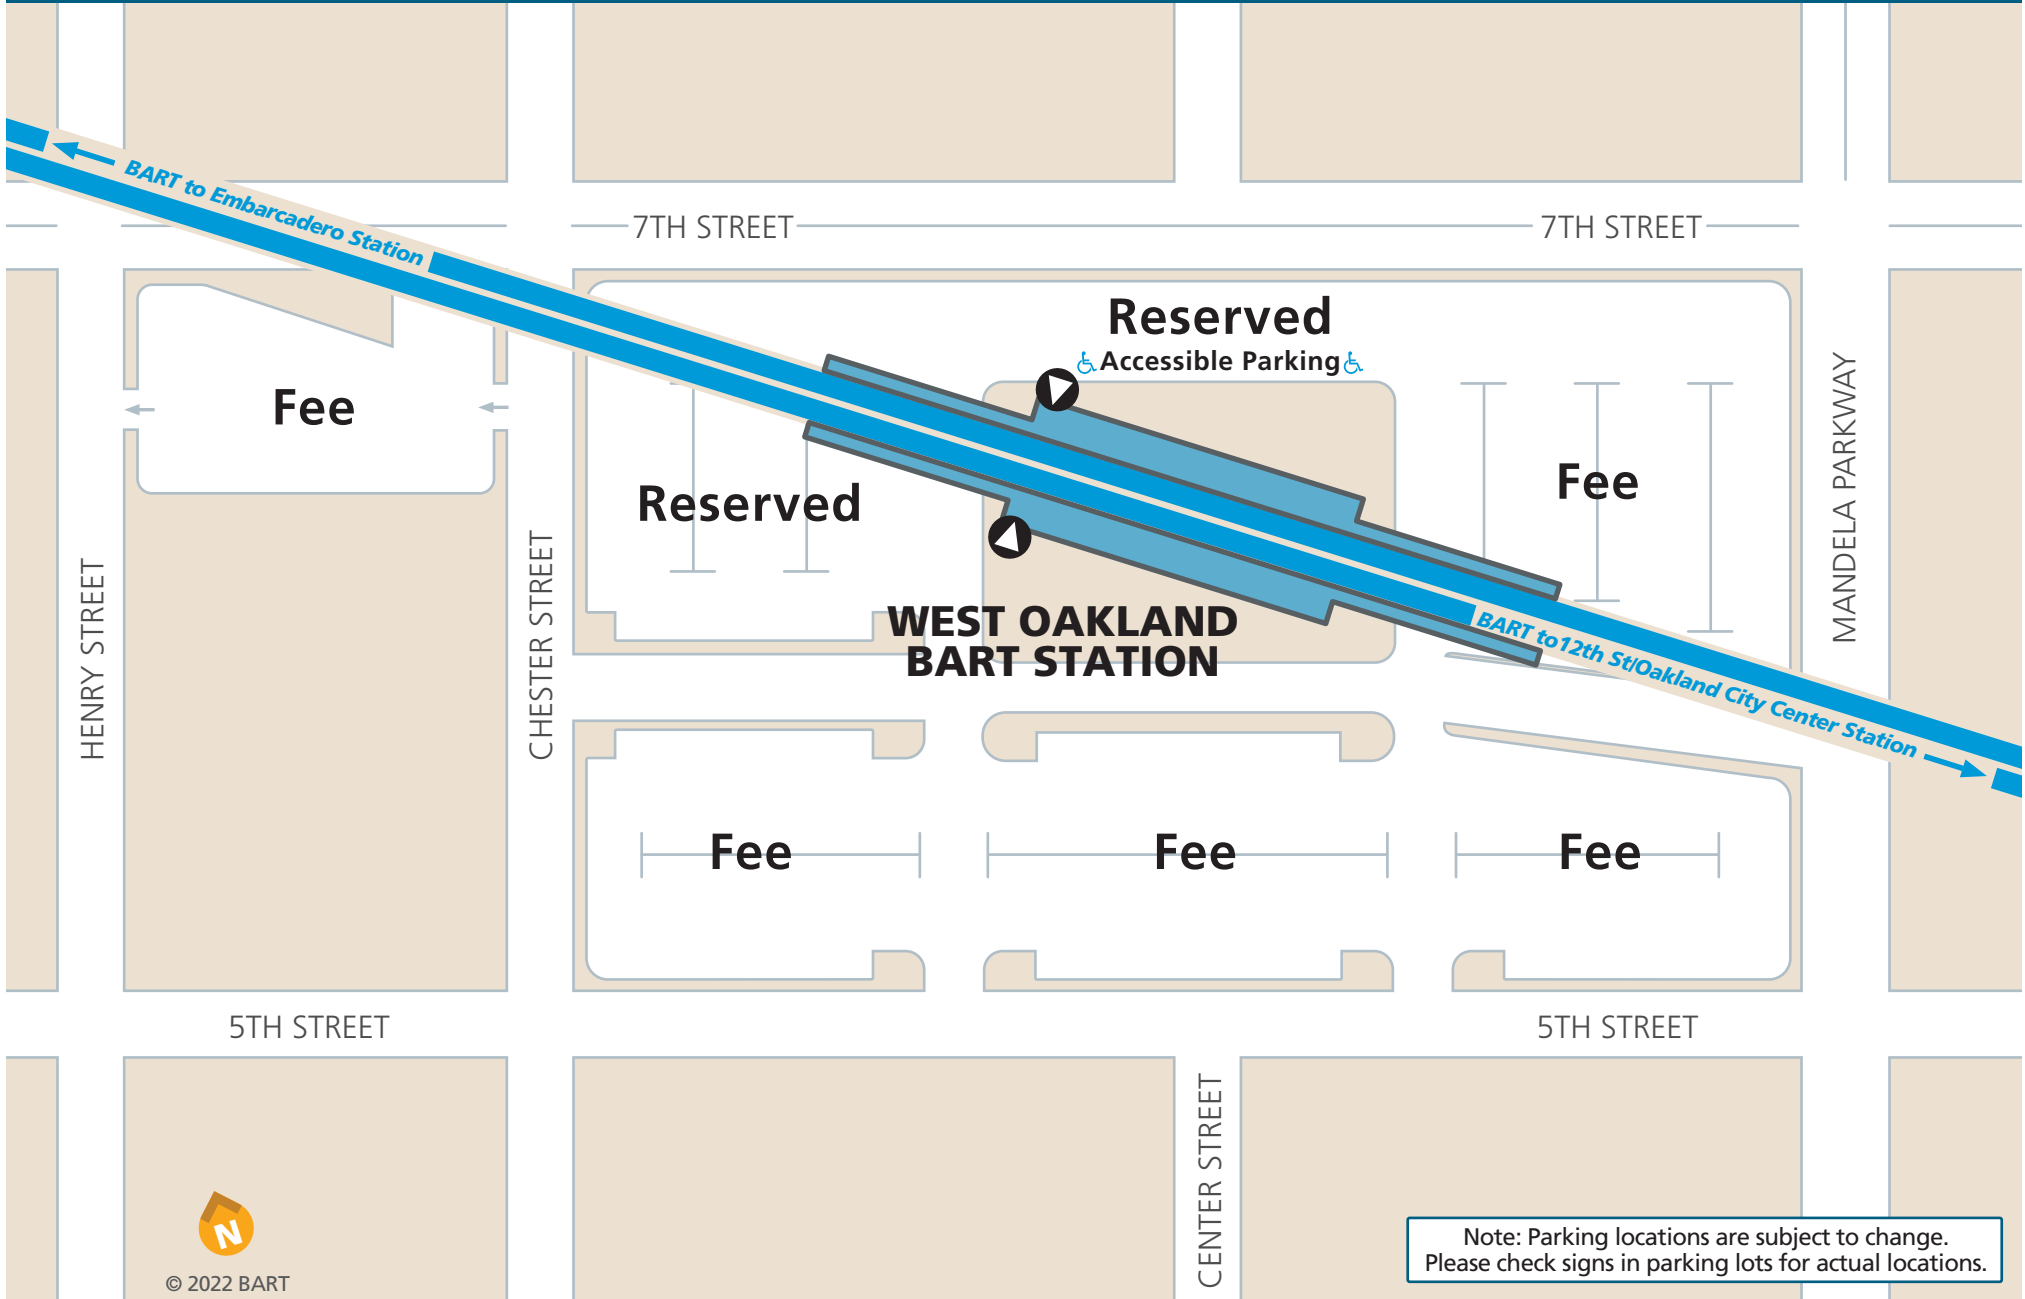 BART to Embarcadero Station
7TH STREET
7TH STREET
Reserved
Accessible Parking
Fee
Reserved
Fee
MANDELA PARKWAY
HENRY STREET
CHESTER STREET
WEST OAKLAND
BART STATION
BART to12th St/Oakland City Center Station
Fee
Fee
Fee
5TH STREET
5TH STREET
CENTER STREET
N
© 2022 BART
Note: Parking locations are subject to change.
Please check signs in parking lots for actual locations.